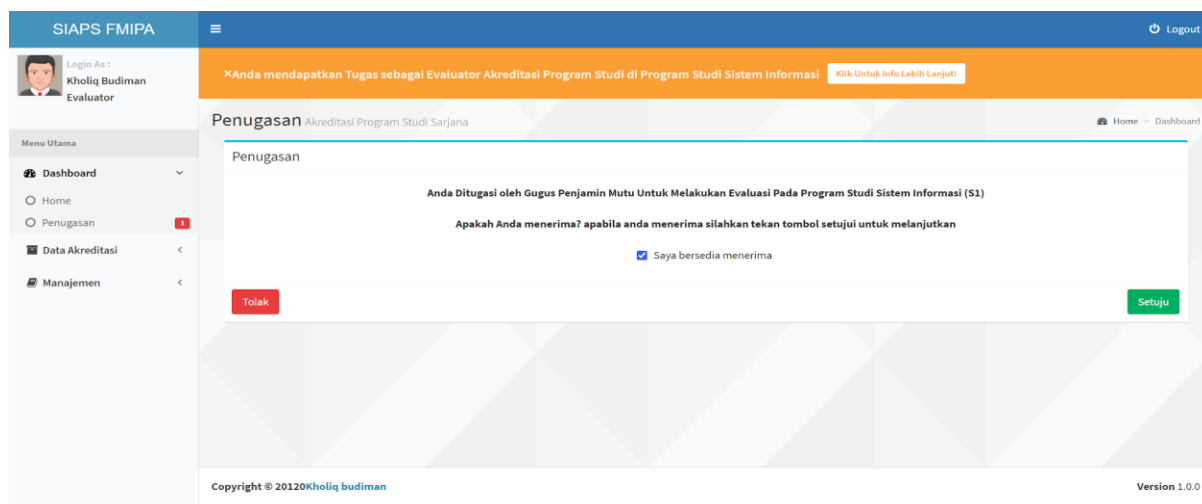 SIAPS FMIPA
Logout
Login As :
Kholiq Budiman
Evaluator
×Anda mendapatkan Tugas sebagai Evaluator Akreditasi Program Studi di Program Studi Sistem Informasi Klik Untuk Info Lebih Lanjut!
Penugasan Akreditasi Program Studi Sarjana
Home > Dashboard
Menu Utama
Dashboard
Home
Penugasan 1
Data Akreditasi
Manajemen
Penugasan
Anda Ditugasi oleh Gugus Penjamin Mutu Untuk Melakukan Evaluasi Pada Program Studi Sistem Informasi (S1)
Apakah Anda menerima? apabila anda menerima silahkan tekan tombol setujui untuk melanjutkan
Saya bersedia menerima
Tolak
Setuju
Copyright © 20120Kholiq budiman
Version 1.0.0